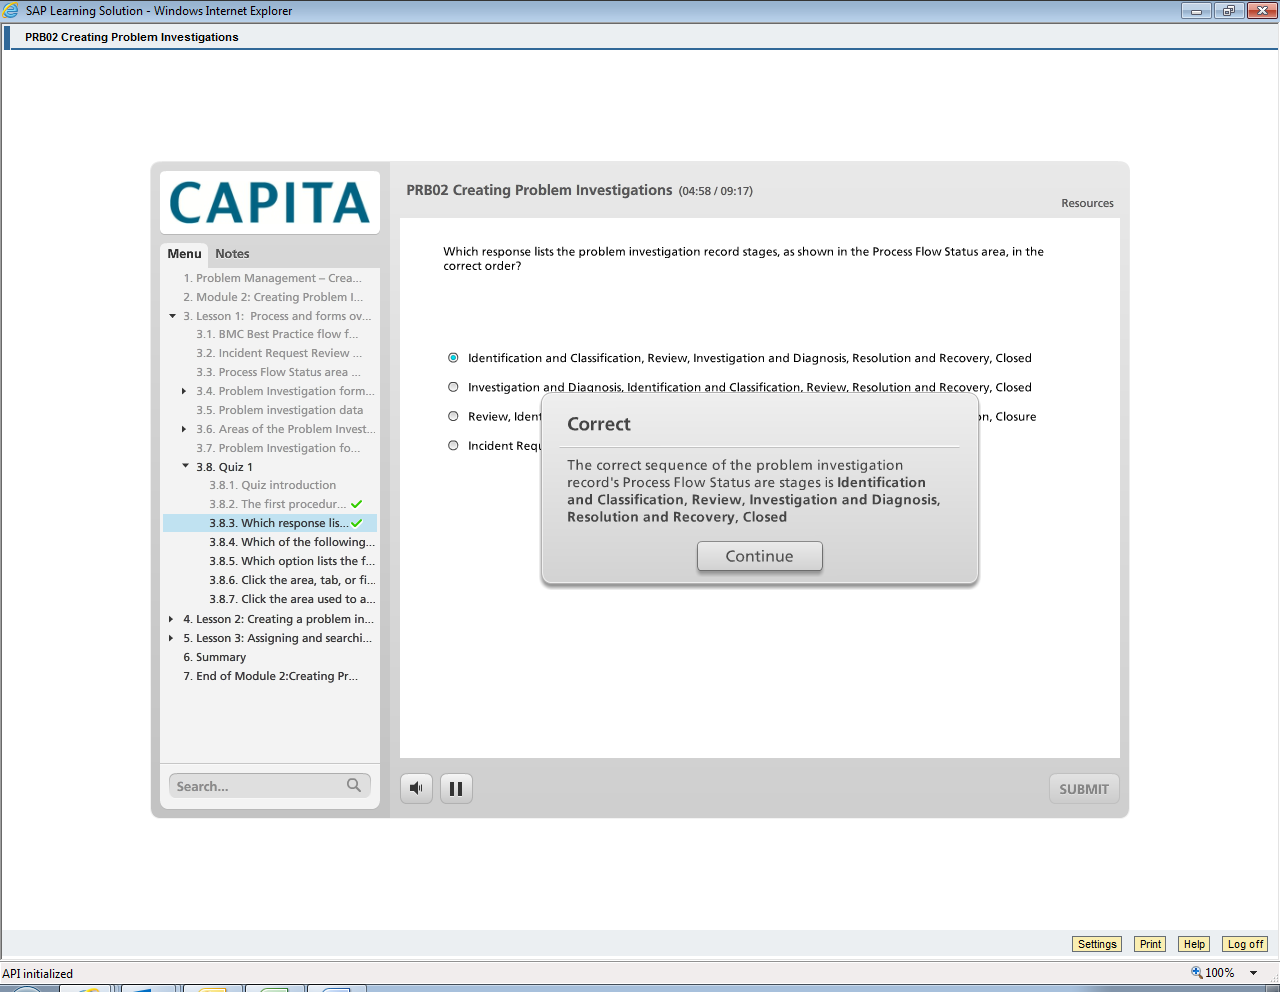 SAP Learning Solution - Windows Internet Explorer
PRB02 Creating Problem Investigations
CAPITA
PRB02 Creating Problem Investigations (04:58 / 09:17)
Resources
Menu Notes
1. Problem Management – Crea...
2. Module 2: Creating Problem I...
3. Lesson 1: Process and forms ov...
3.1. BMC Best Practice flow f...
3.2. Incident Request Review ...
3.3. Process Flow Status area ...
3.4. Problem Investigation form...
3.5. Problem investigation data
3.6. Areas of the Problem Invest...
3.7. Problem Investigation fo...
3.8. Quiz 1
3.8.1. Quiz introduction
3.8.2. The first procedur...
3.8.3. Which response lis...
3.8.4. Which of the following...
3.8.5. Which option lists the f...
3.8.6. Click the area, tab, or fi...
3.8.7. Click the area used to a...
4. Lesson 2: Creating a problem in...
5. Lesson 3: Assigning and searchi...
6. Summary
7. End of Module 2:Creating Pr...
Search...
Which response lists the problem investigation record stages, as shown in the Process Flow Status area, in the
correct order?
Identification and Classification, Review, Investigation and Diagnosis, Resolution and Recovery, Closed
Investigation and Diagnosis, Identification and Classification, Review, Resolution and Recovery, Closed
Review, Ident n, Closure
Incident Requ
Correct
The correct sequence of the problem investigation
record's Process Flow Status are stages is Identification
and Classification, Review, Investigation and Diagnosis,
Resolution and Recovery, Closed
Continue
SUBMIT
Settings Print Help Log off
API initialized
100%